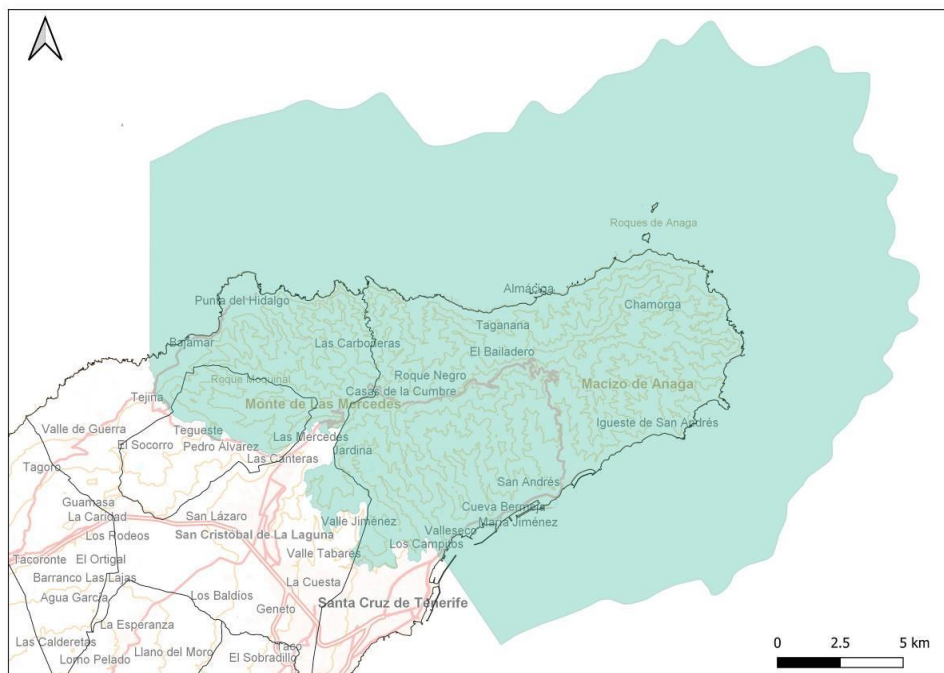 Roques de Anaga
Almáciga
Punta del Hidalgo
Chamorga
Taganana
Bajamar
Las Carboneras
El Bailadero
Roque Negro
Roque Moquinal
Macizo de Anaga
Casas de la Cumbre
Tejina
Monte de Las Mercedes
Igueste de San Andrés
Valle de Guerra
Tegueste
Las Mercedes
El Socorro
Pedro Alvarez
Jardina
Las Canteras
Tagoro
San Andrés
Guamasa
Cueva Bermeja
La Caridad
San Lázaro
Valle Jiménez
María Jiménez
Los Rodeos
San Cristobal de La Laguna
Valleseco
Los Campitos
Tacoronte
El Ortigal
Valle Tabares
Barranco Las Lajas
La Cuesta
Agua García
Los Baldios
Geneto
Santa Cruz de Tenerife
La Esperanza
Las Calderetas
Llano del Moro
Taco
Lomo Pelado
El Sobradillo
0 2.5 5 km